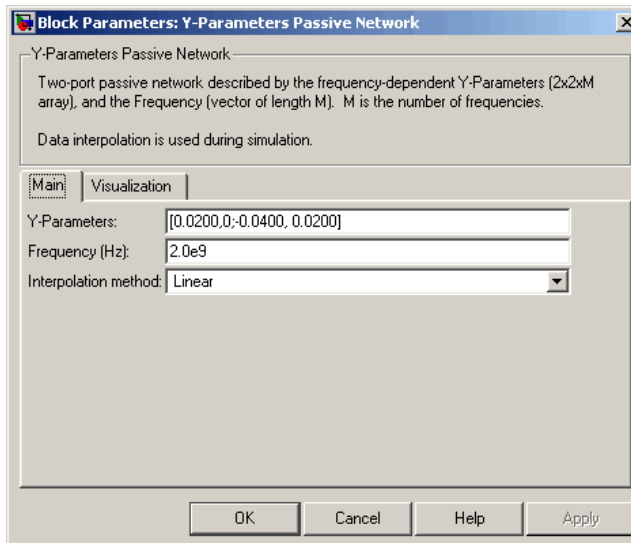 Block Parameters: Y-Parameters Passive Network
Y-Parameters Passive Network
Two-port passive network described by the frequency-dependent Y-Parameters (2x2xM
array), and the Frequency (vector of length M). M is the number of frequencies.
Data interpolation is used during simulation.
Main
Visualization
Y-Parameters: [0.0200,0;-0.0400, 0.0200]
Frequency (Hz): 2.0e9
Interpolation method: Linear
OK
Cancel
Help
Apply